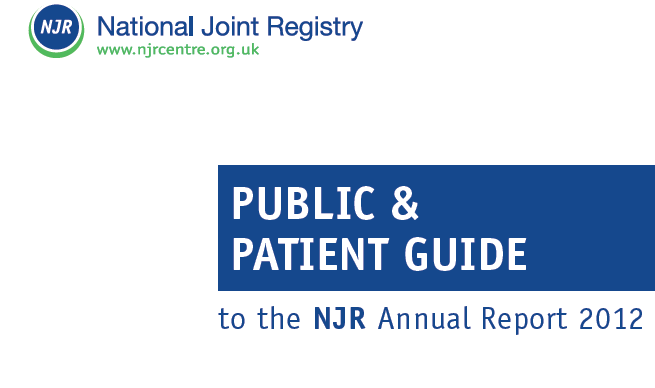 NJR
National Joint Registry
www.njrcentre.org.uk
PUBLIC &
PATIENT GUIDE
to the NJR Annual Report 2012